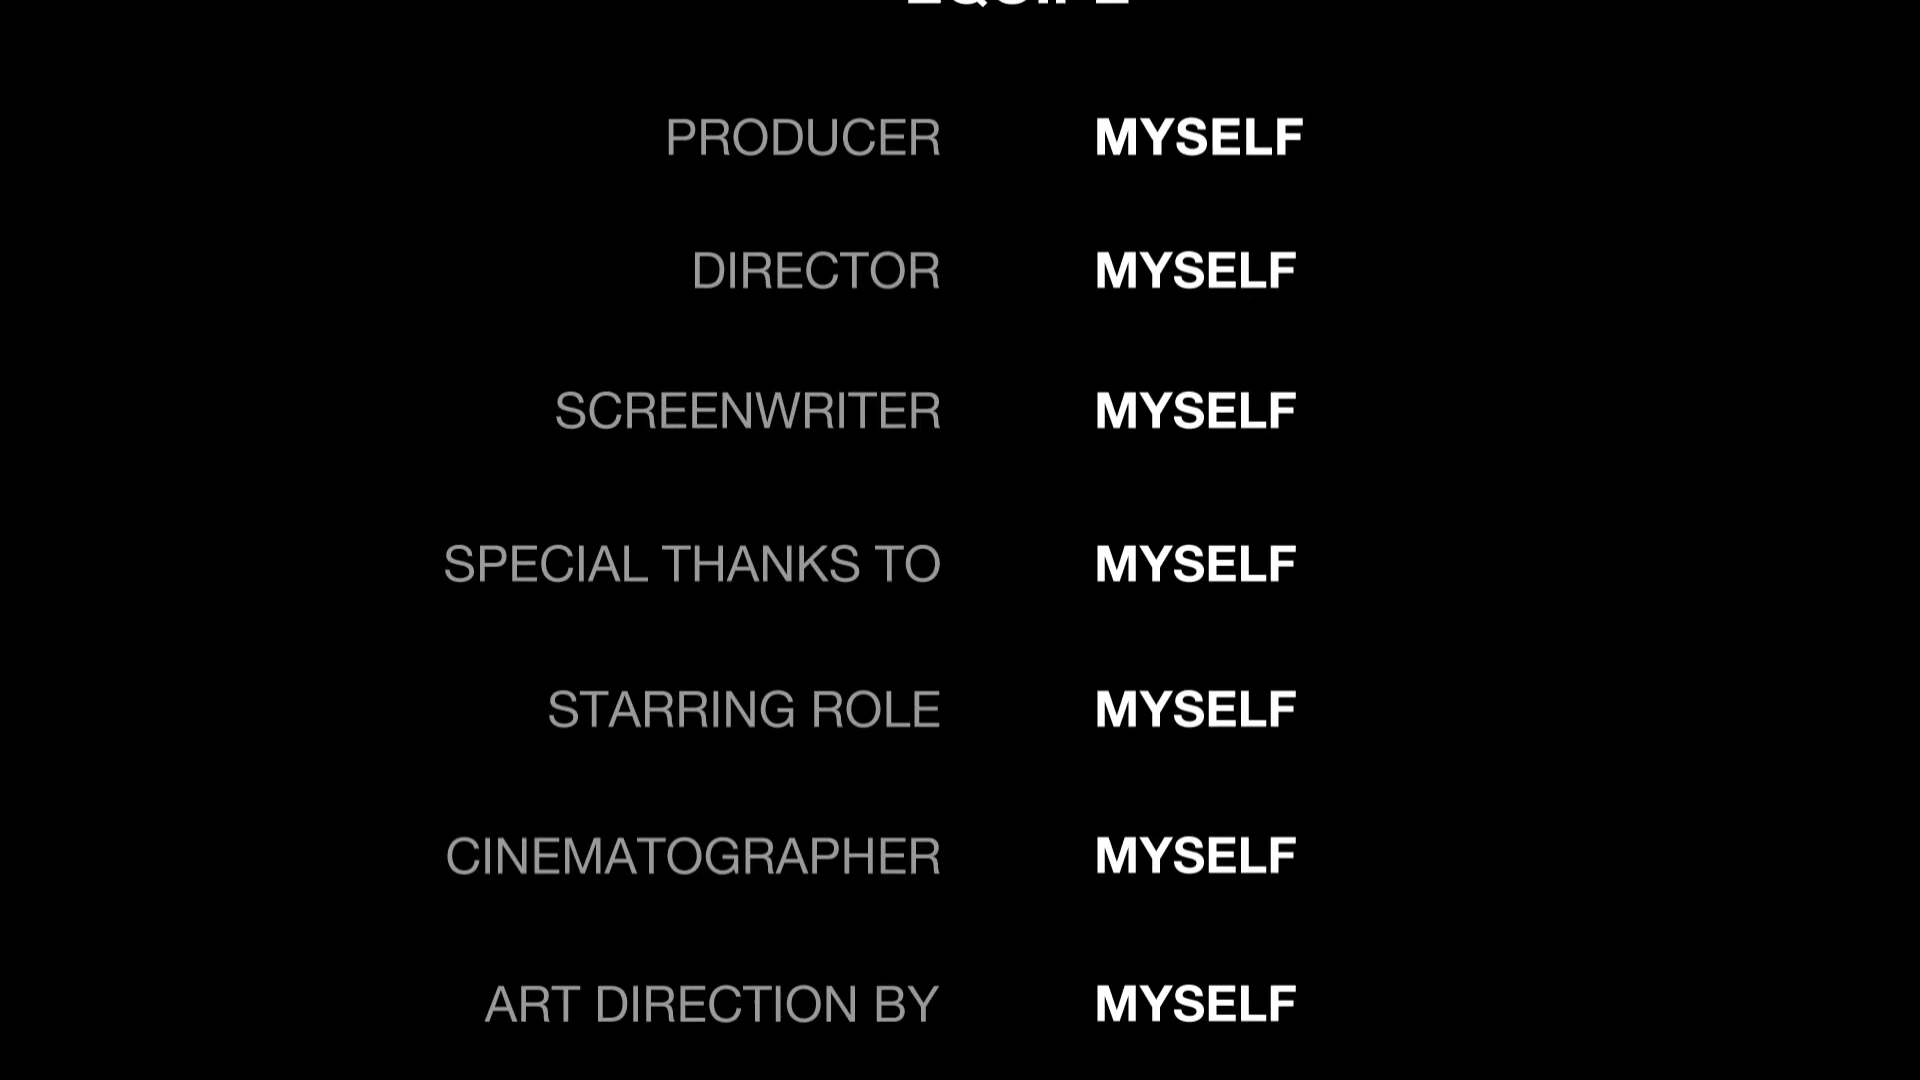 PRODUCER MYSELF
DIRECTOR MYSELF
SCREENWRITER MYSELF
SPECIAL THANKS TO MYSELF
STARRING ROLE MYSELF
CINEMATOGRAPHER MYSELF
ART DIRECTION BY MYSELF